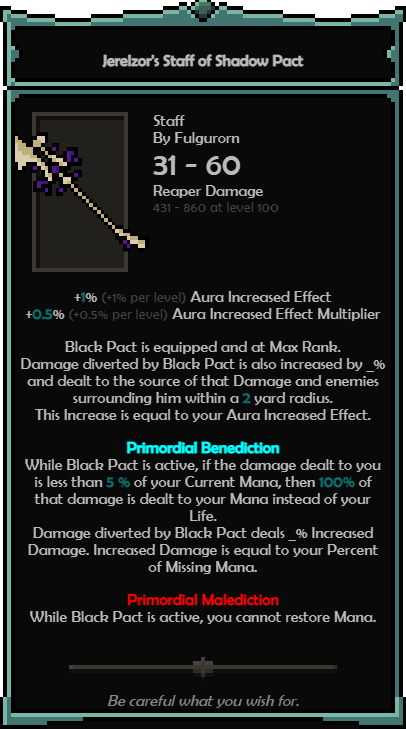 Jerelzor's Staff of Shadow Pact
Staff
By Fulgurorn
31 - 60
Reaper Damage
431 - 860 at level 100
+1% (+1% per level) Aura Increased Effect
+0.5% (+0.5% per level) Aura Increased Effect Multiplier
Black Pact is equipped and at Max Rank.
Damage diverted by Black Pact is also increased by _%
and dealt to the source of that Damage and enemies
surrounding him within a 2 yard radius.
This Increase is equal to your Aura Increased Effect.
Primordial Benediction
While Black Pact is active, if the damage dealt to you
is less than 5 % of your Current Mana, then 100% of
that damage is dealt to your Mana instead of your
Life.
Damage diverted by Black Pact deals _% Increased
Damage. Increased Damage is equal to your Percent
of Missing Mana.
Primordial Malediction
While Black Pact is active, you cannot restore Mana.
Be careful what you wish for.